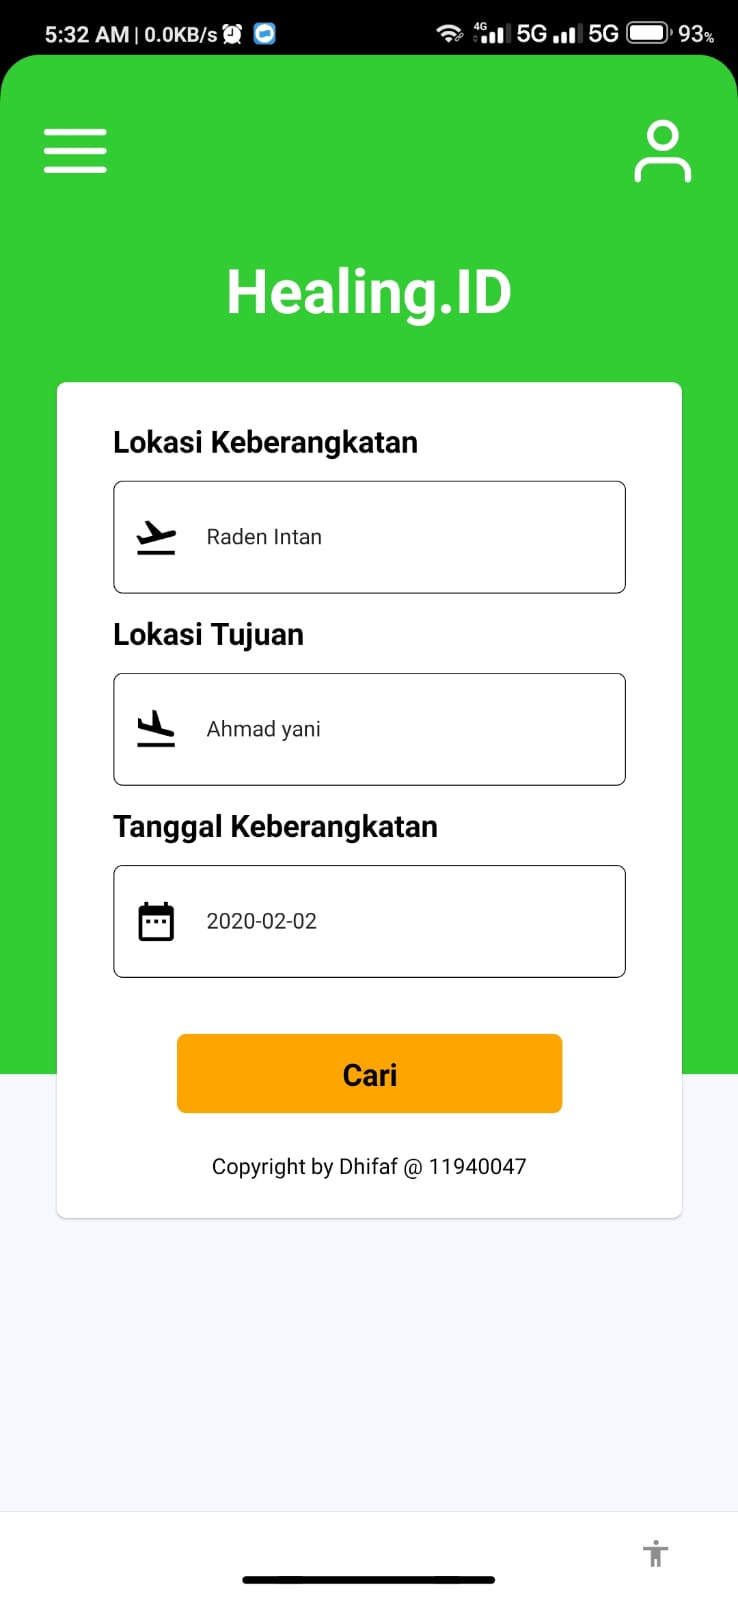 5:32 AM | 0.0KB/s
4G 5G 5G 93%
Healing.ID
Lokasi Keberangkatan
Raden Intan
Lokasi Tujuan
Ahmad yani
Tanggal Keberangkatan
2020-02-02
Cari
Copyright by Dhifaf @ 11940047